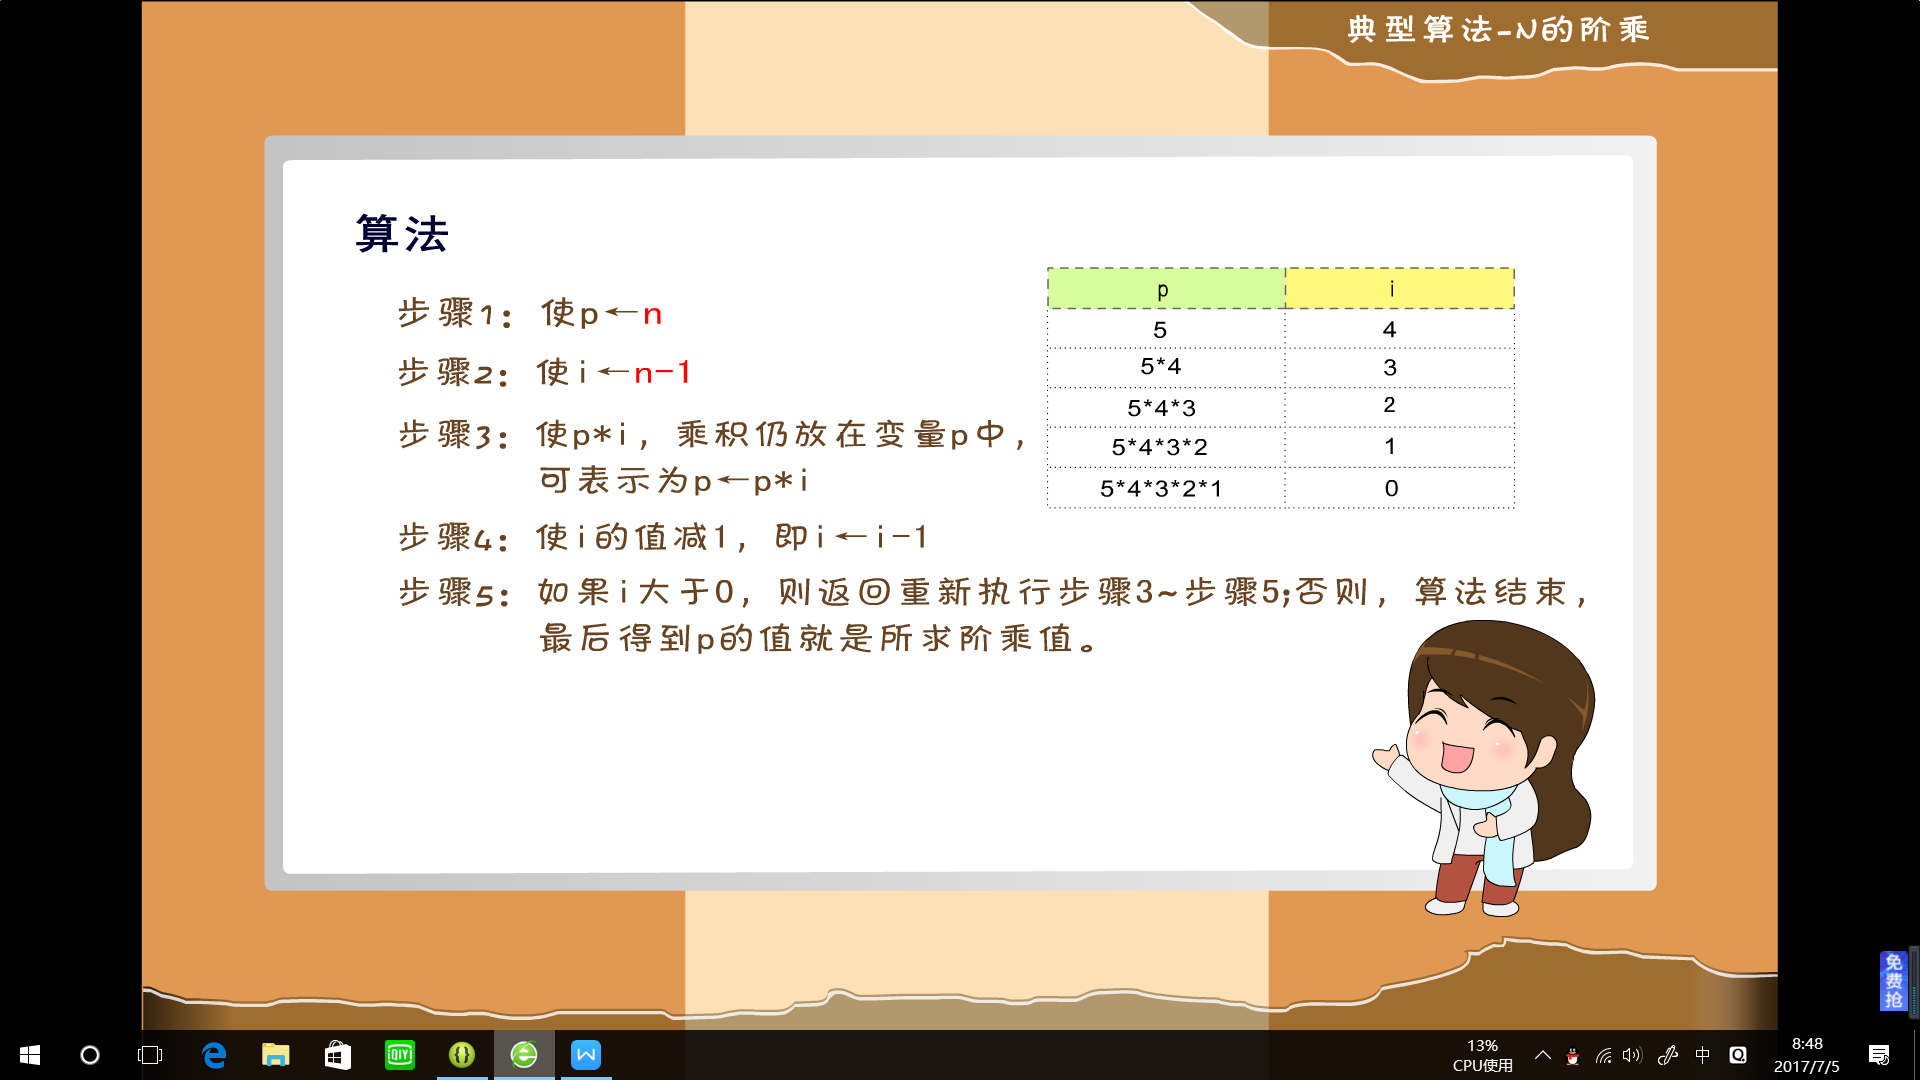 典型算法-N的阶乘
算法
步骤1：使p←n
步骤2：使i←n-1
步骤3：使p*i，乘积仍放在变量p中，
可表示为p←p*i
步骤4：使i的值减1，即i←i-1
步骤5：如果i大于0，则返回重新执行步骤3~步骤5;否则，算法结束，
最后得到p的值就是所求阶乘值。
p i
5 4
5*4 3
5*4*3 2
5*4*3*2 1
5*4*3*2*1 0
免费抢
QIYI
13%
CPU使用
中
8:48
2017/7/5